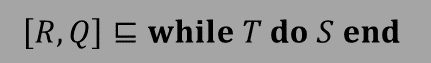 [R, Q] ⊑ while T do S end